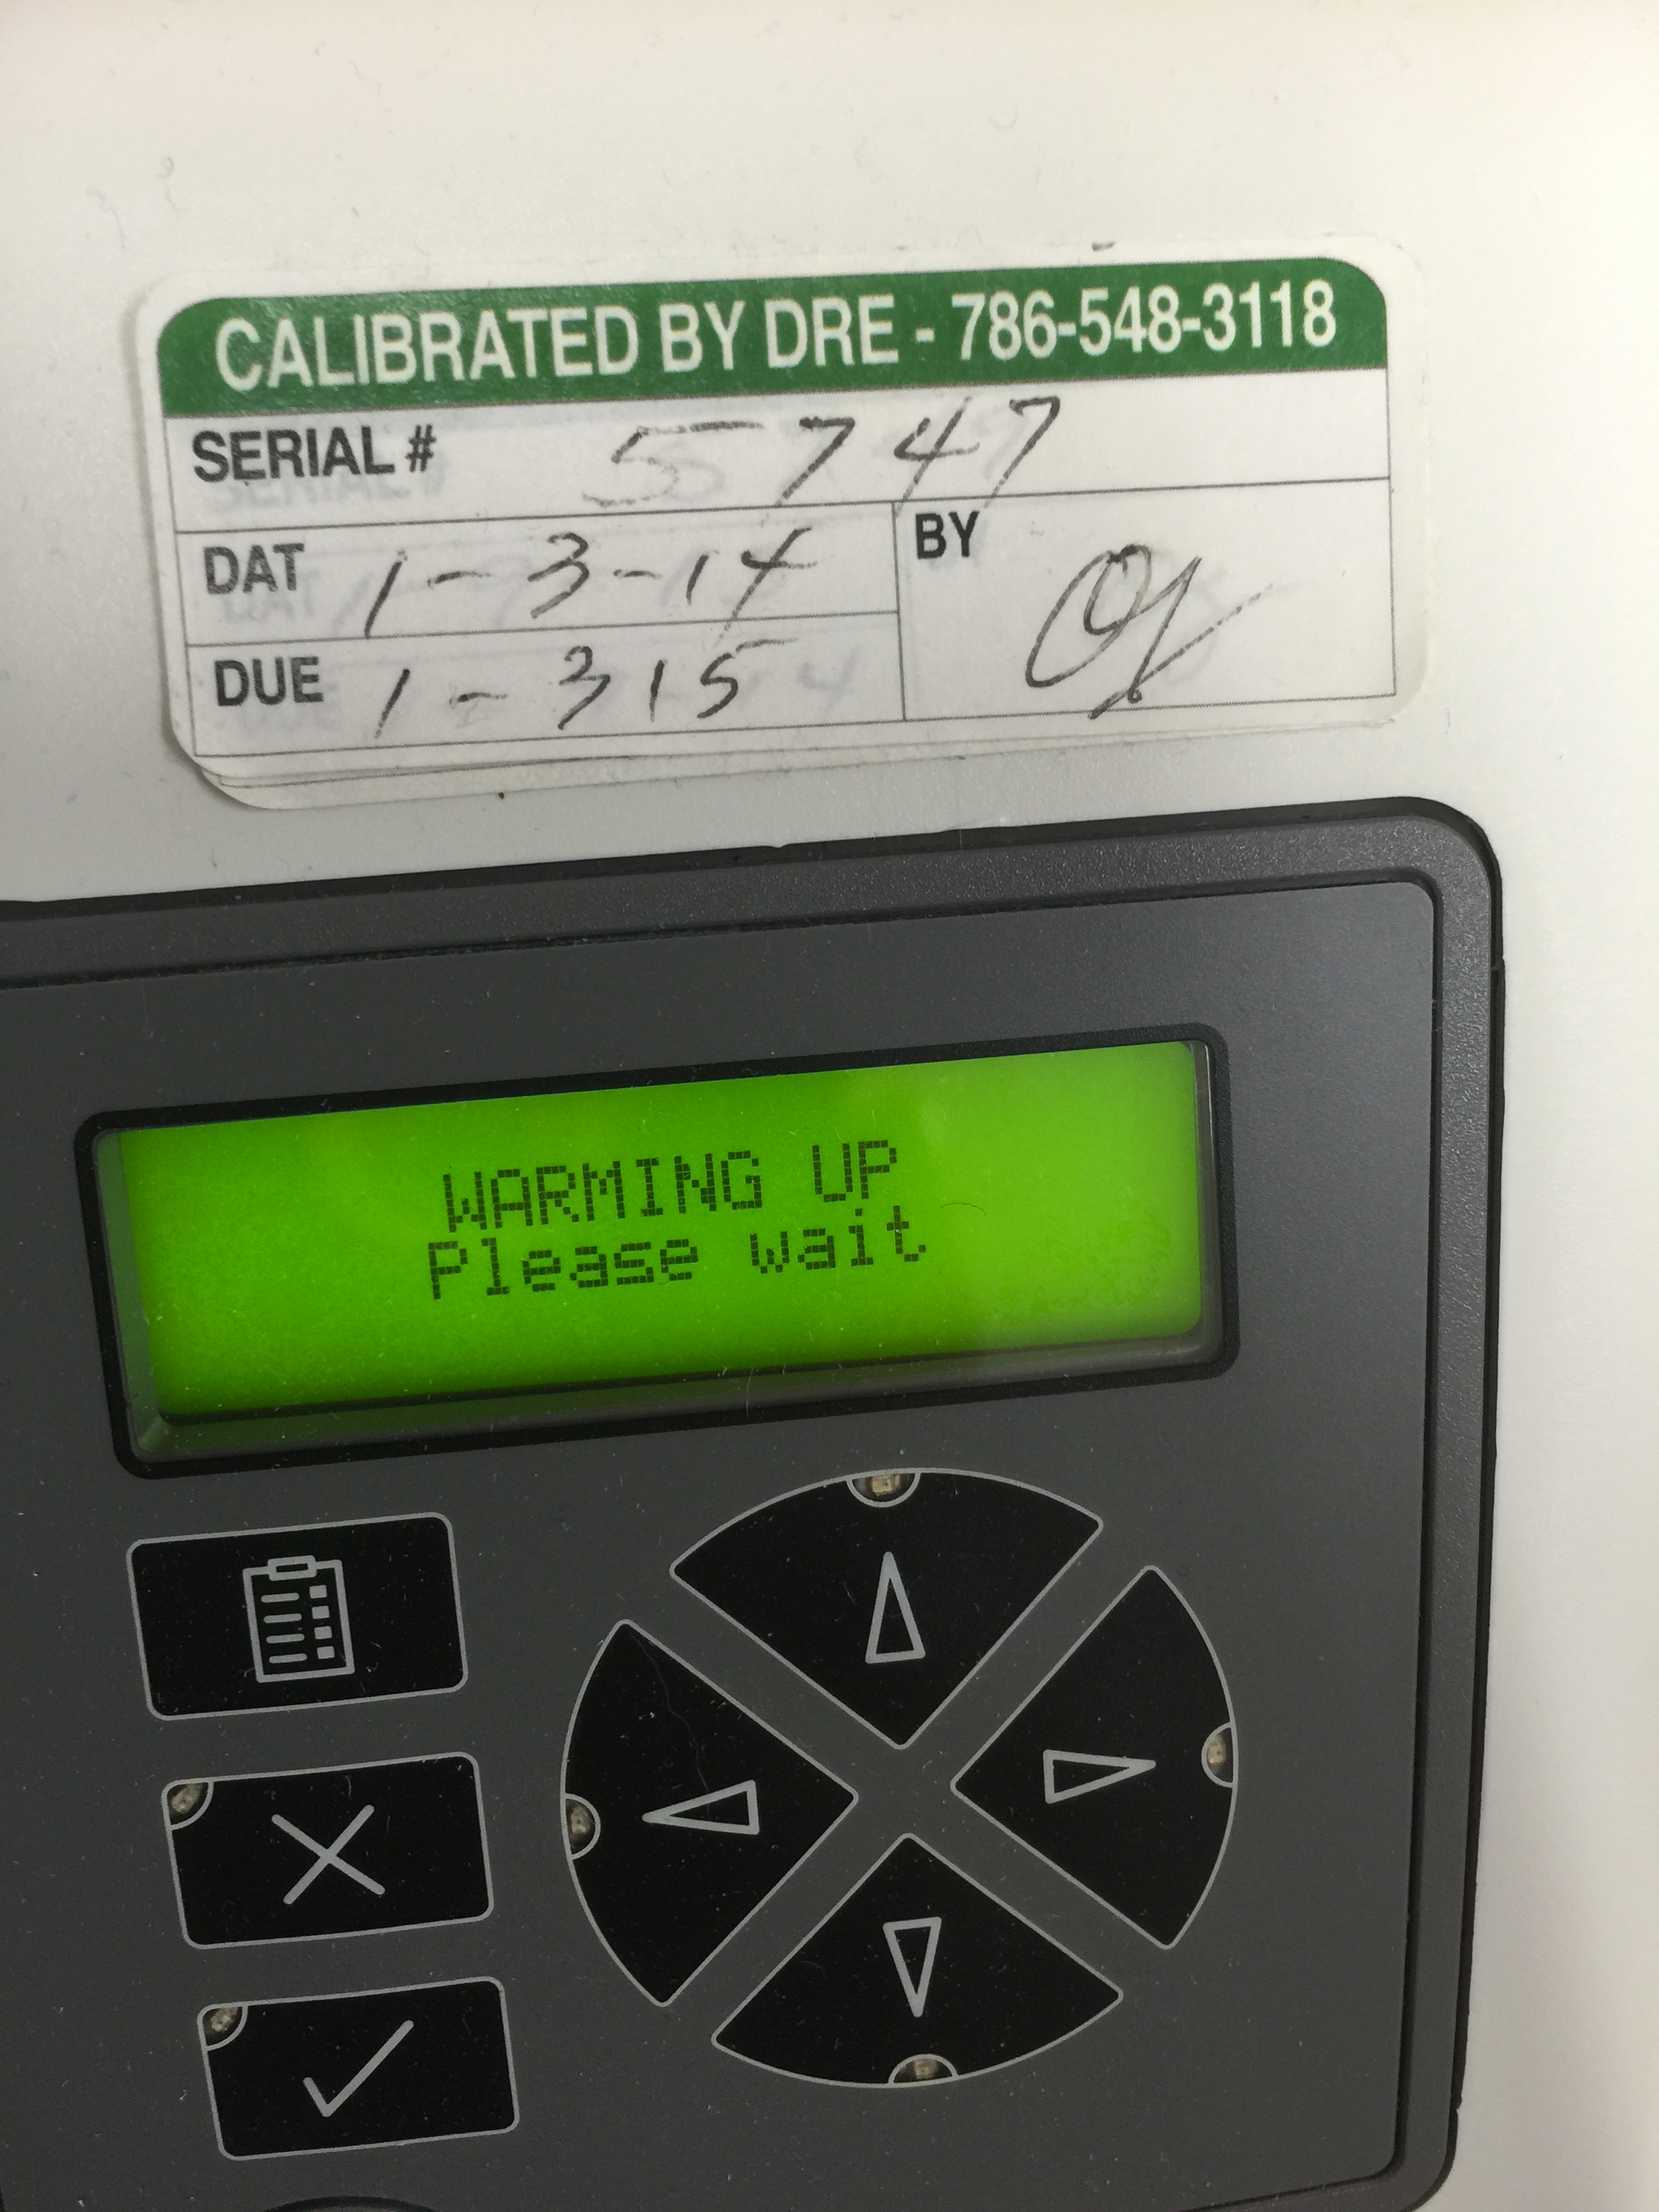 CALIBRATED BY DRE - 786-548-3118
SERIAL # 5747
DAT 1-3-14
BY
DUE 1-315
WARMING UP
Please wait